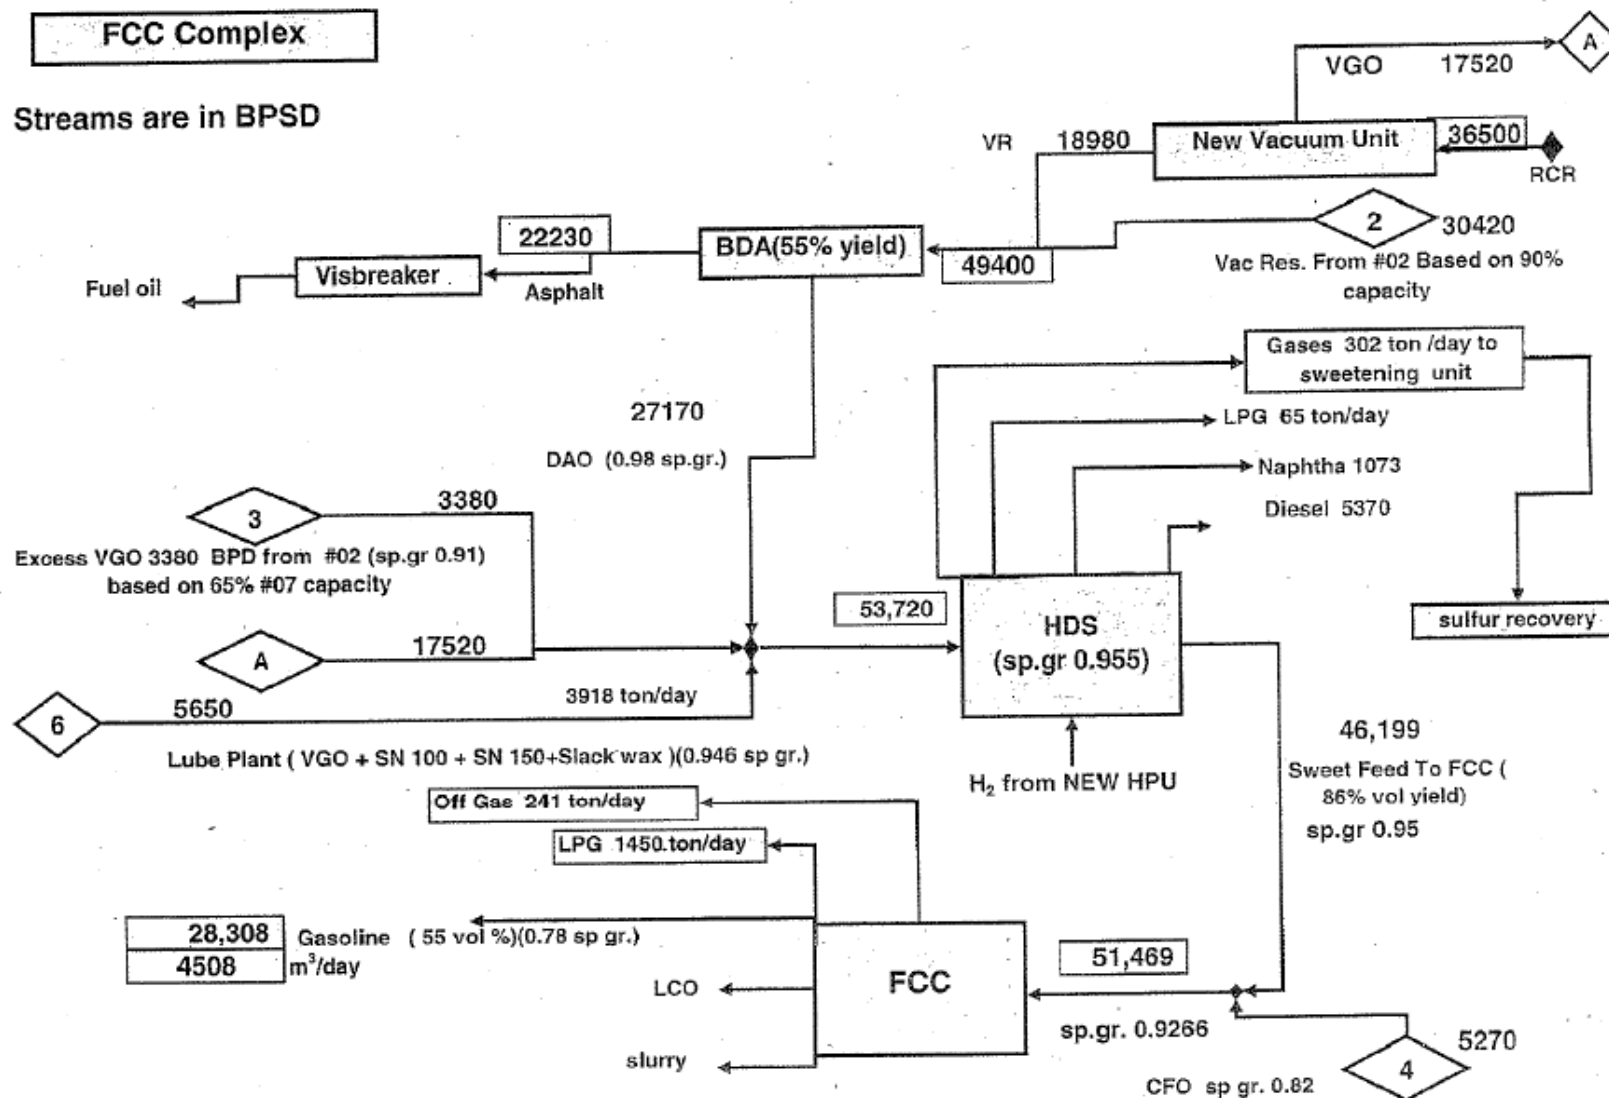 FCC Complex
Streams are in BPSD
A
VGO 17520
VR 18980
New Vacuum Unit
36500
RCR
2
30420
Vac Res. From #02 Based on 90%
capacity
22230
BDA(55% yield)
49400
Visbreaker
Fuel oil
Asphalt
Gases 302 ton /day to
sweetening unit
27170
LPG 65 ton/day
DAO (0.98 sp.gr.)
Naphtha 1073
Diesel 5370
3
3380
Excess VGO 3380 BPD from #02 (sp.gr 0.91)
based on 65% #07 capacity
53,720
HDS
(sp.gr 0.955)
sulfur recovery
A
17520
3918 ton/day
6
5650
Lube Plant ( VGO + SN 100 + SN 150+Slack wax )(0.946 sp gr.)
H2 from NEW HPU
46,199
Sweet Feed To FCC (
86% vol yield)
sp.gr 0.95
Off Gas 241 ton/day
LPG 1450.ton/day
28,308
Gasoline ( 55 vol %)(0.78 sp gr.)
4508
m³/day
LCO
FCC
51,469
sp.gr. 0.9266
slurry
5270
4
CFO sp gr. 0.82